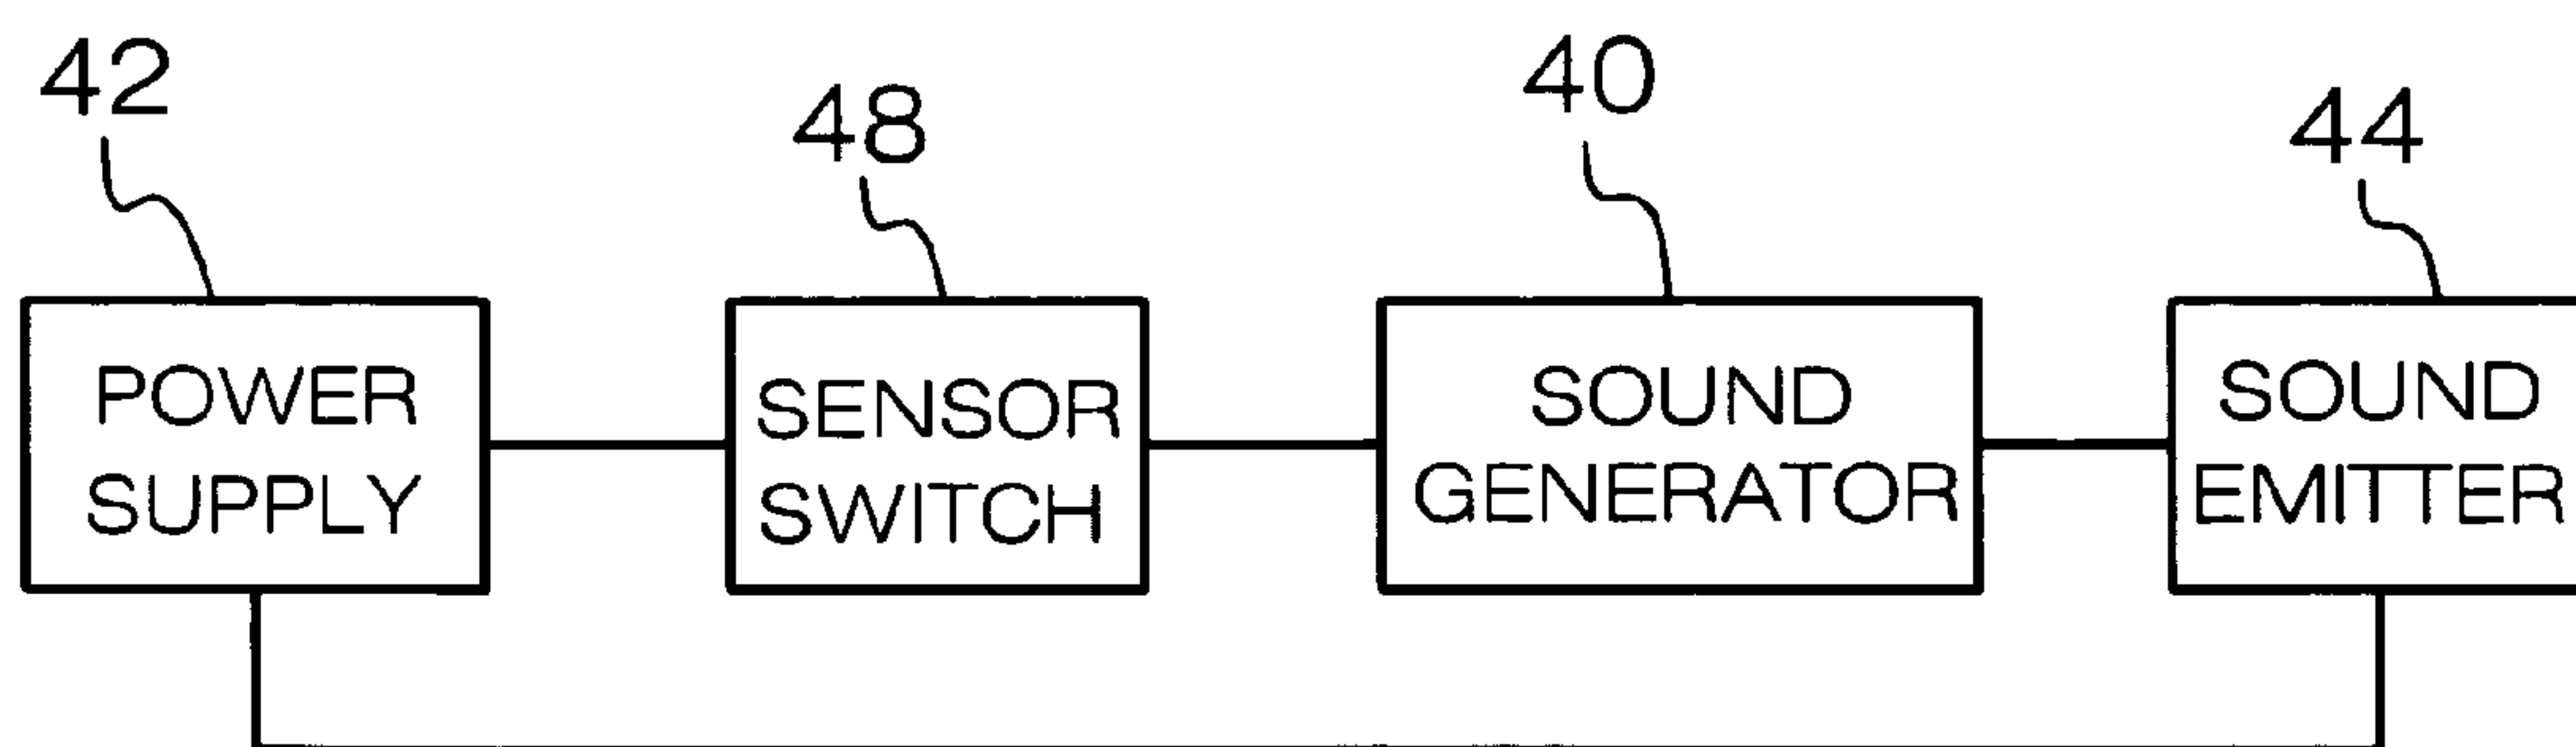 42
48
40
44
POWER
SUPPLY
SENSOR
SWITCH
SOUND
GENERATOR
SOUND
EMITTER